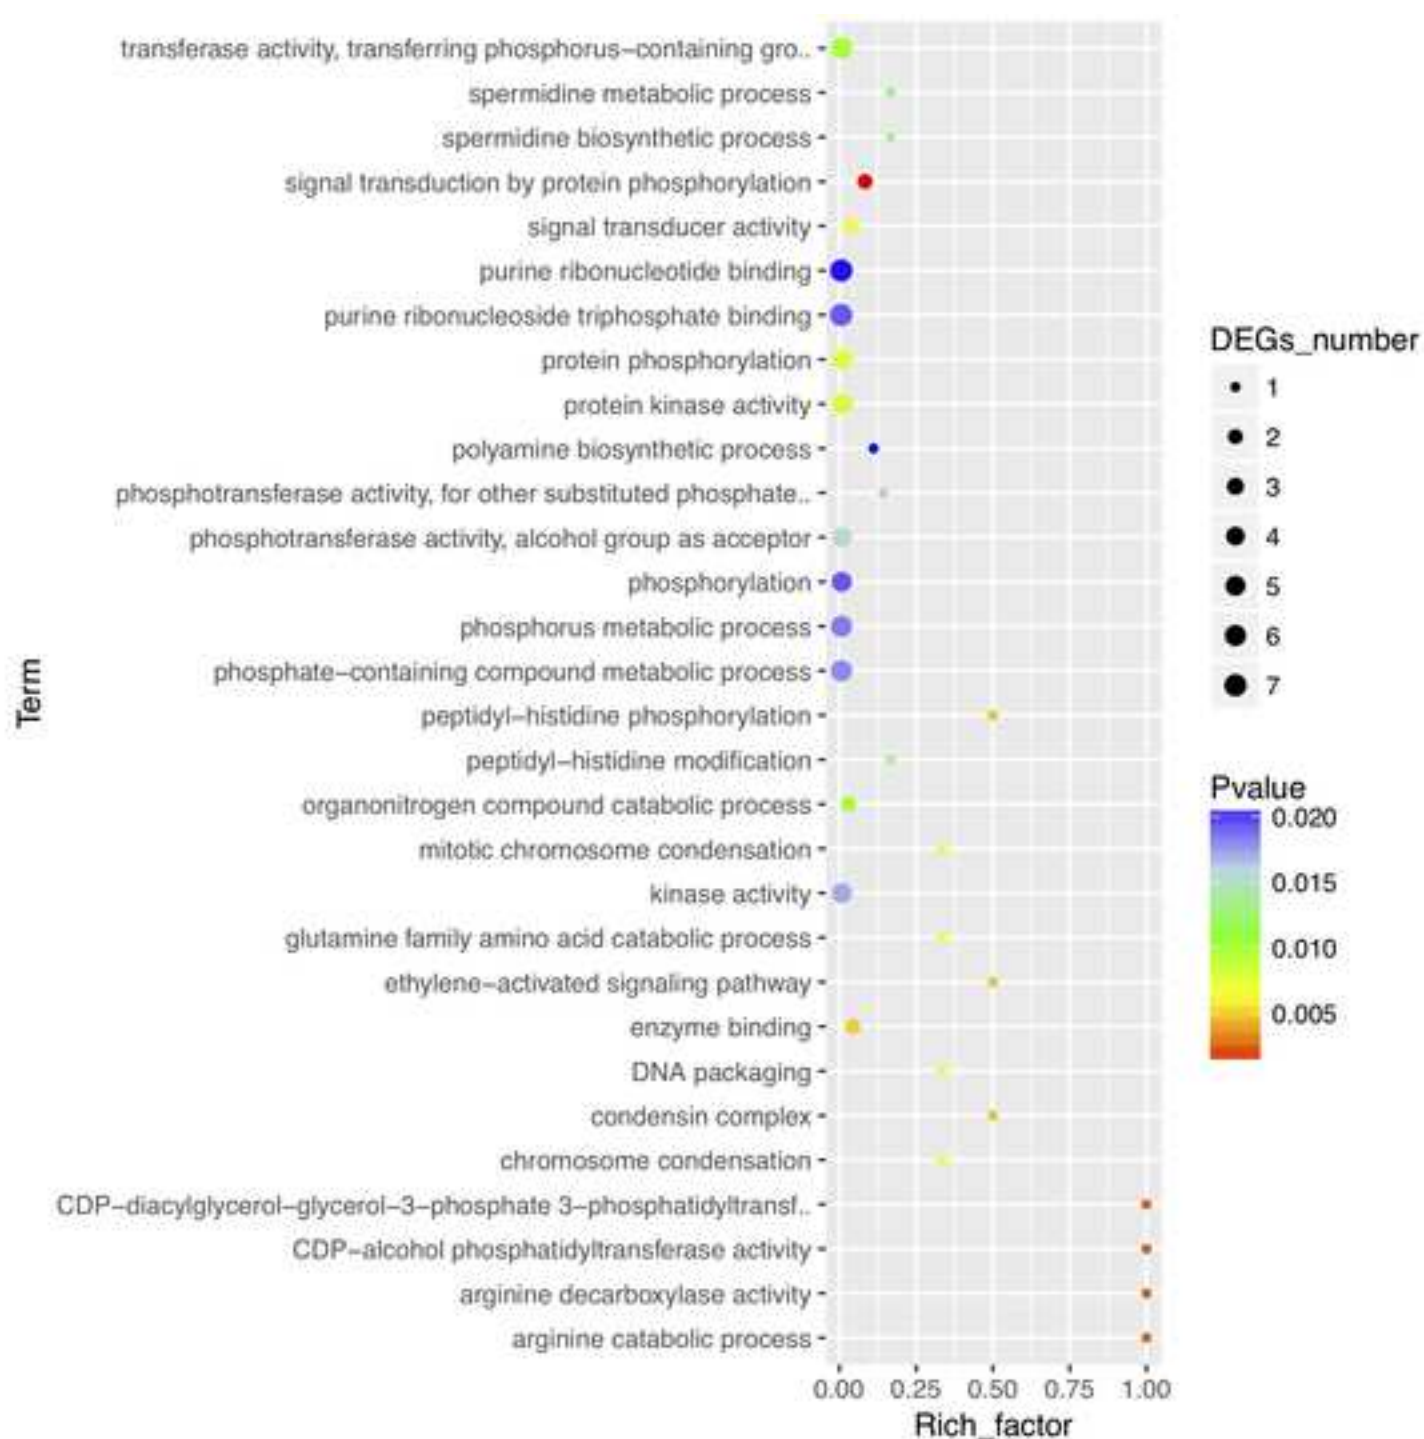 transferase activity, transferring phosphorus−containing gro..
spermidine metabolic process
spermidine biosynthetic process
signal transduction by protein phosphorylation
signal transducer activity
purine ribonucleotide binding
purine ribonucleoside triphosphate binding
protein phosphorylation
protein kinase activity
polyamine biosynthetic process
phosphotransferase activity, for other substituted phosphate..
phosphotransferase activity, alcohol group as acceptor
phosphorylation
phosphorus metabolic process
phosphate−containing compound metabolic process
peptidyl−histidine phosphorylation
peptidyl−histidine modification
organonitrogen compound catabolic process
mitotic chromosome condensation
kinase activity
glutamine family amino acid catabolic process
ethylene−activated signaling pathway
enzyme binding
DNA packaging
condensin complex
chromosome condensation
CDP−diacylglycerol−glycerol−3−phosphate 3−phosphatidyltransf..
CDP−alcohol phosphatidyltransferase activity
arginine decarboxylase activity
arginine catabolic process
Term
0.00 0.25 0.50 0.75 1.00
Rich_factor
DEGs_number
1
2
3
4
5
6
7
Pvalue
0.020
0.015
0.010
0.005